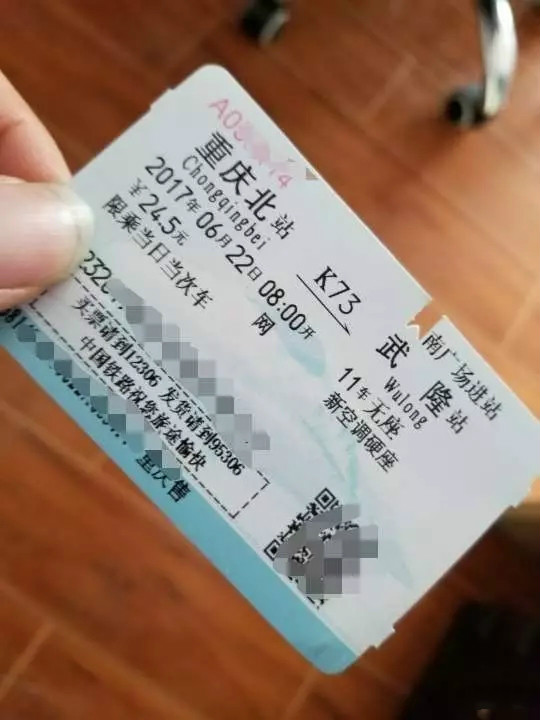 重庆北站 K73 武隆站
Chongqingbei Wulong
南广场进站
2017年06月22日 08:00开 11车无座
￥24.5元 网 新空调硬座
限乘当日当次车
买票请到12306 发货请到95306
中国铁路祝您旅途愉快
重庆售